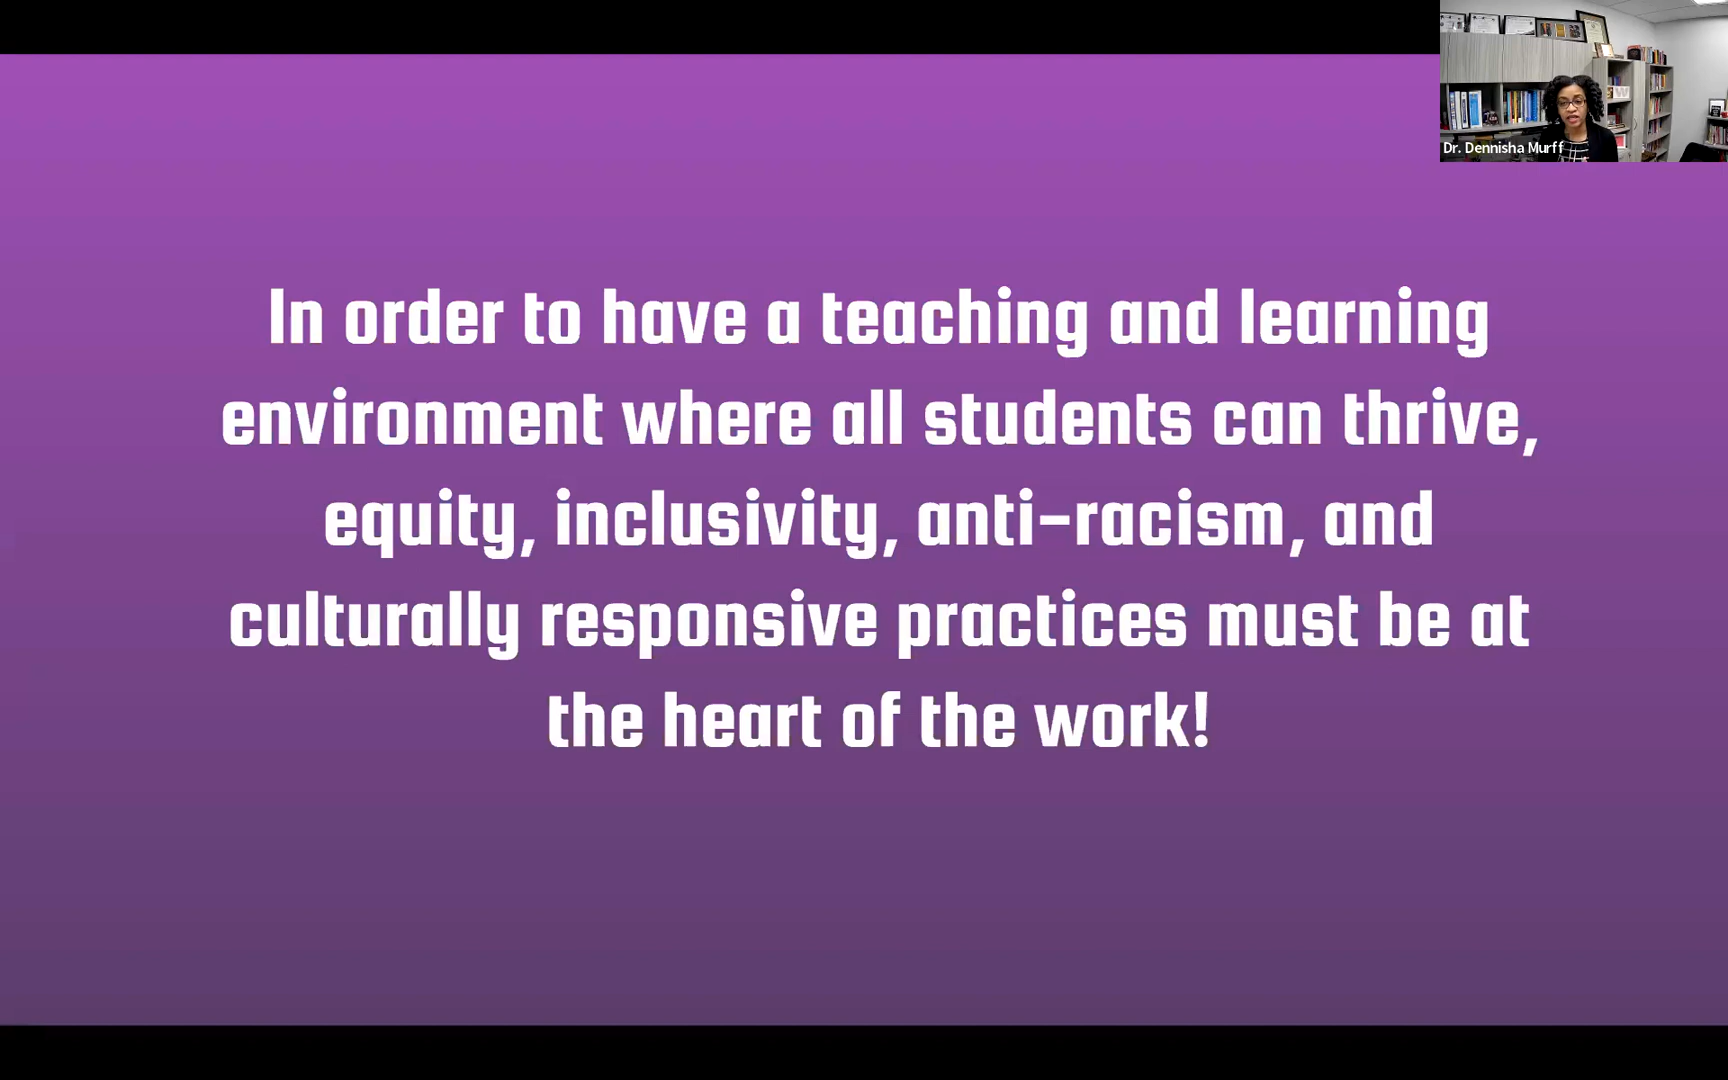 Dr. Dennisha Murff
In order to have a teaching and learning
environment where all students can thrive,
equity, inclusivity, anti-racism, and
culturally responsive practices must be at
the heart of the work!